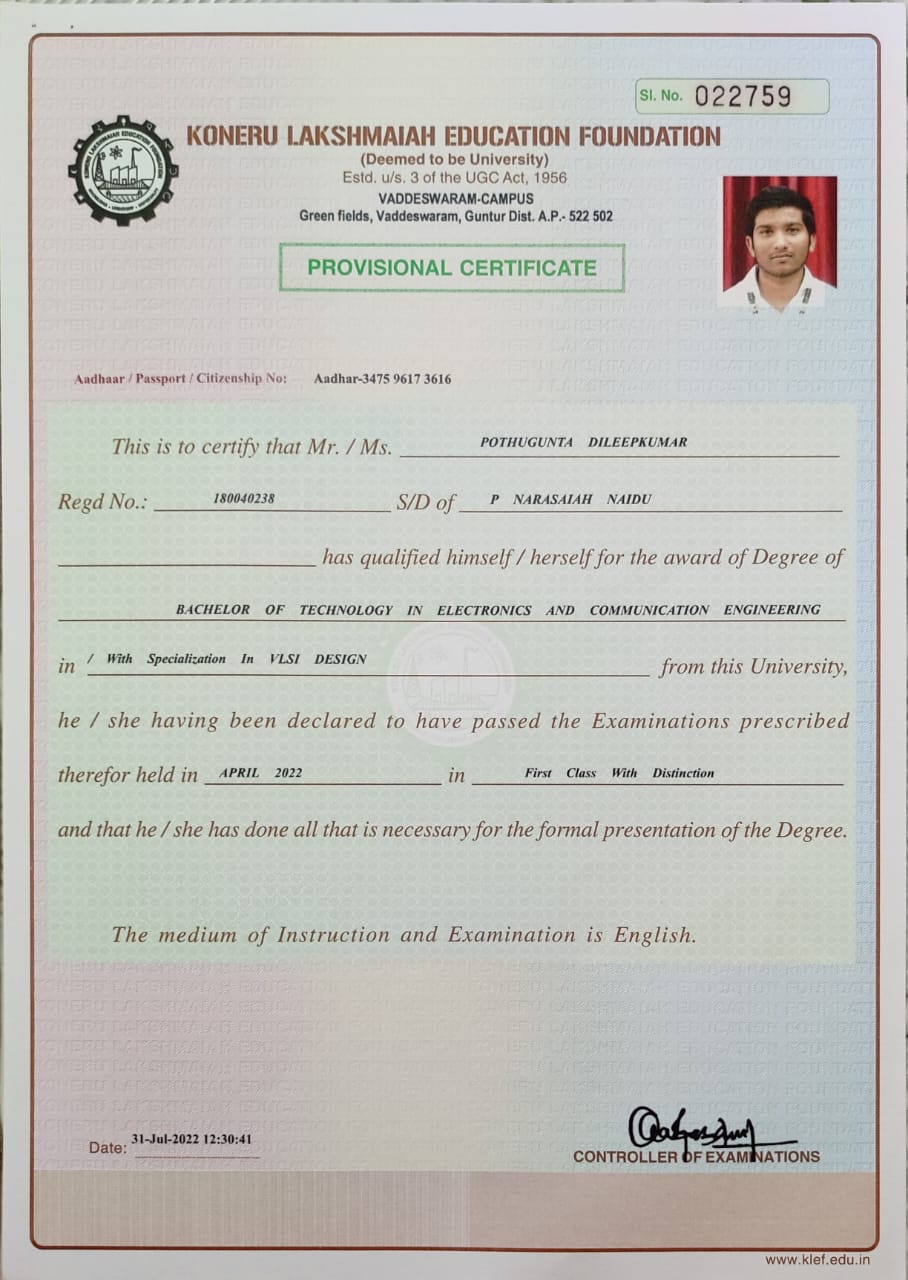 Sl. No. 022759
KONERU LAKSHMAIAH EDUCATION FOUNDATION
(Deemed to be University)
Estd. u/s. 3 of the UGC Act, 1956
VADDESWARAM-CAMPUS
Green fields, Vaddeswaram, Guntur Dist. A.P.- 522 502
PROVISIONAL CERTIFICATE
Aadhaar / Passport / Citizenship No: Aadhar-3475 9617 3616
This is to certify that Mr. / Ms. POTHUGUNTA DILEEPKUMAR
Regd No.: 180040238 S/D of P NARASAIAH NAIDU
has qualified himself / herself for the award of Degree of
BACHELOR OF TECHNOLOGY IN ELECTRONICS AND COMMUNICATION ENGINEERING
in / With Specialization In VLSI DESIGN from this University,
he / she having been declared to have passed the Examinations prescribed
therefor held in APRIL 2022 in First Class With Distinction
and that he / she has done all that is necessary for the formal presentation of the Degree.
The medium of Instruction and Examination is English.
Date: 31-Jul-2022 12:30:41
CONTROLLER OF EXAMINATIONS
www.klef.edu.in